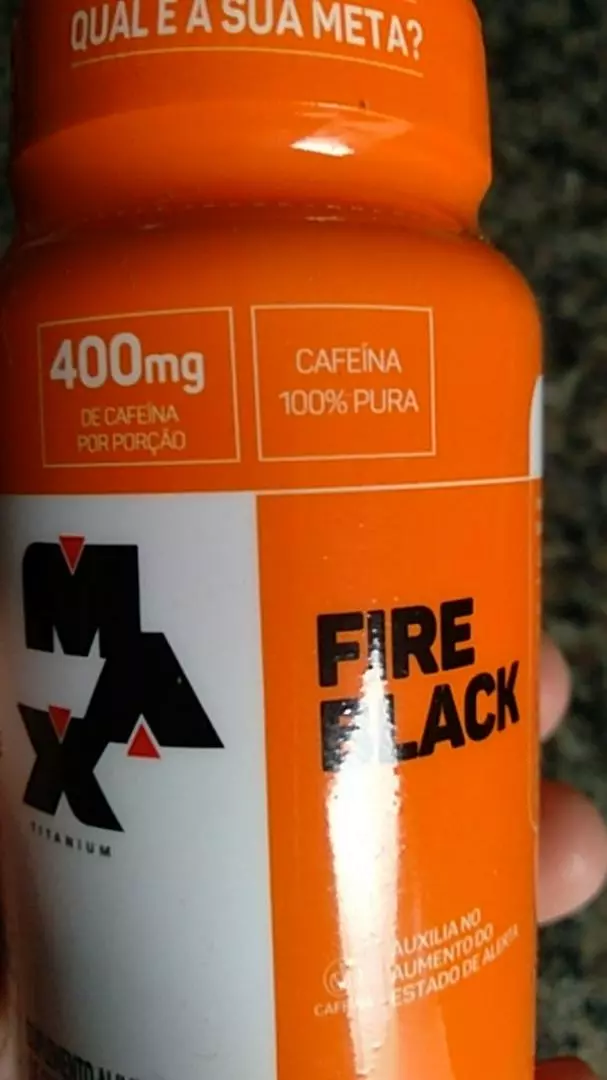 QUAL É A SUA META?
400mg
DE CAFEÍNA
POR PORÇÃO
CAFEÍNA
100% PURA
MAX
TITANIUM
FIRE
BLACK
AUXILIA NO
AUMENTO DO
ESTADO DE ALERTA